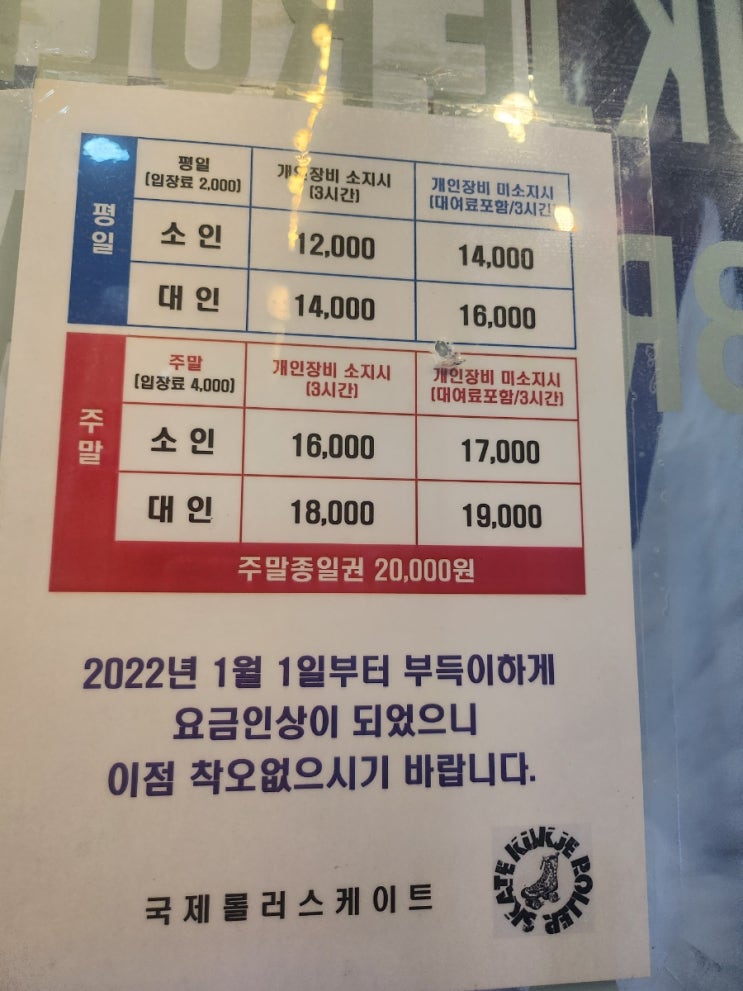 평일
평일 개인장비 소지시 개인장비 미소지시
(입장료 2,000) (3시간) (대여료포함/3시간
소 인 12,000 14,000
대 인 14,000 16,000
주말
주말 개인장비 소지시 개인장비 미소지시
(입장료 4,000) (3시간) (대여료포함/3시간)
소 인 16,000 17,000
대 인 18,000 19,000
주말종일권 20,000원
2022년 1월 1일부터 부득이하게
요금인상이 되었으니
이점 착오없으시기 바랍니다.
국제롤러스케이트
KUKJE ROLLER SKATE